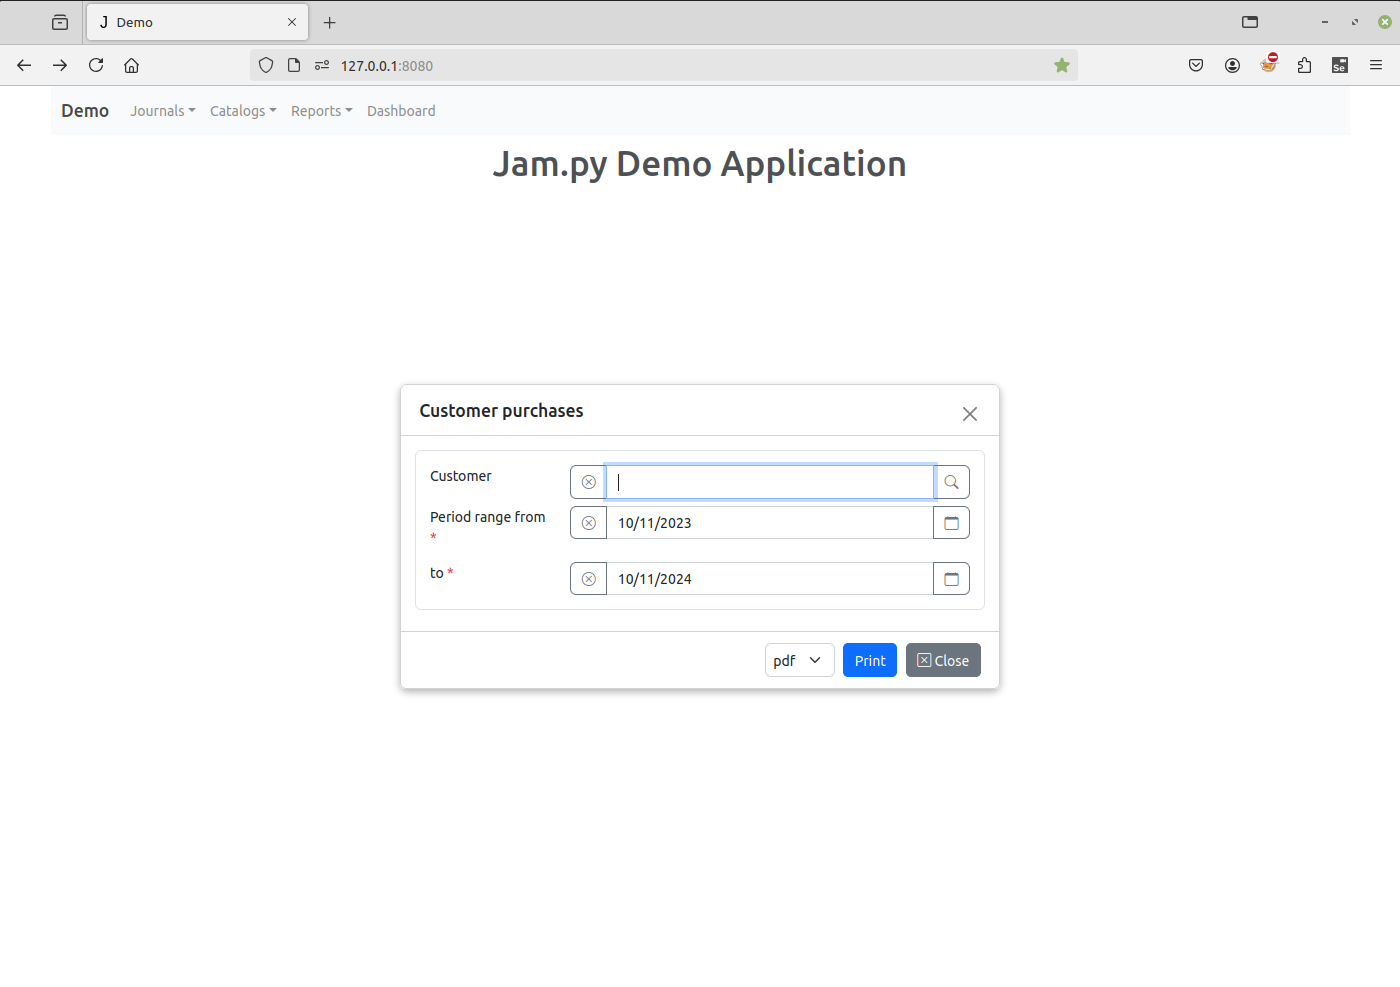 J Demo
127.0.0.1:8080
Se
Demo Journals Catalogs Reports Dashboard
Jam.py Demo Application
Customer purchases
Customer
Period range from
* 10/11/2023
to * 10/11/2024
pdf Print Close